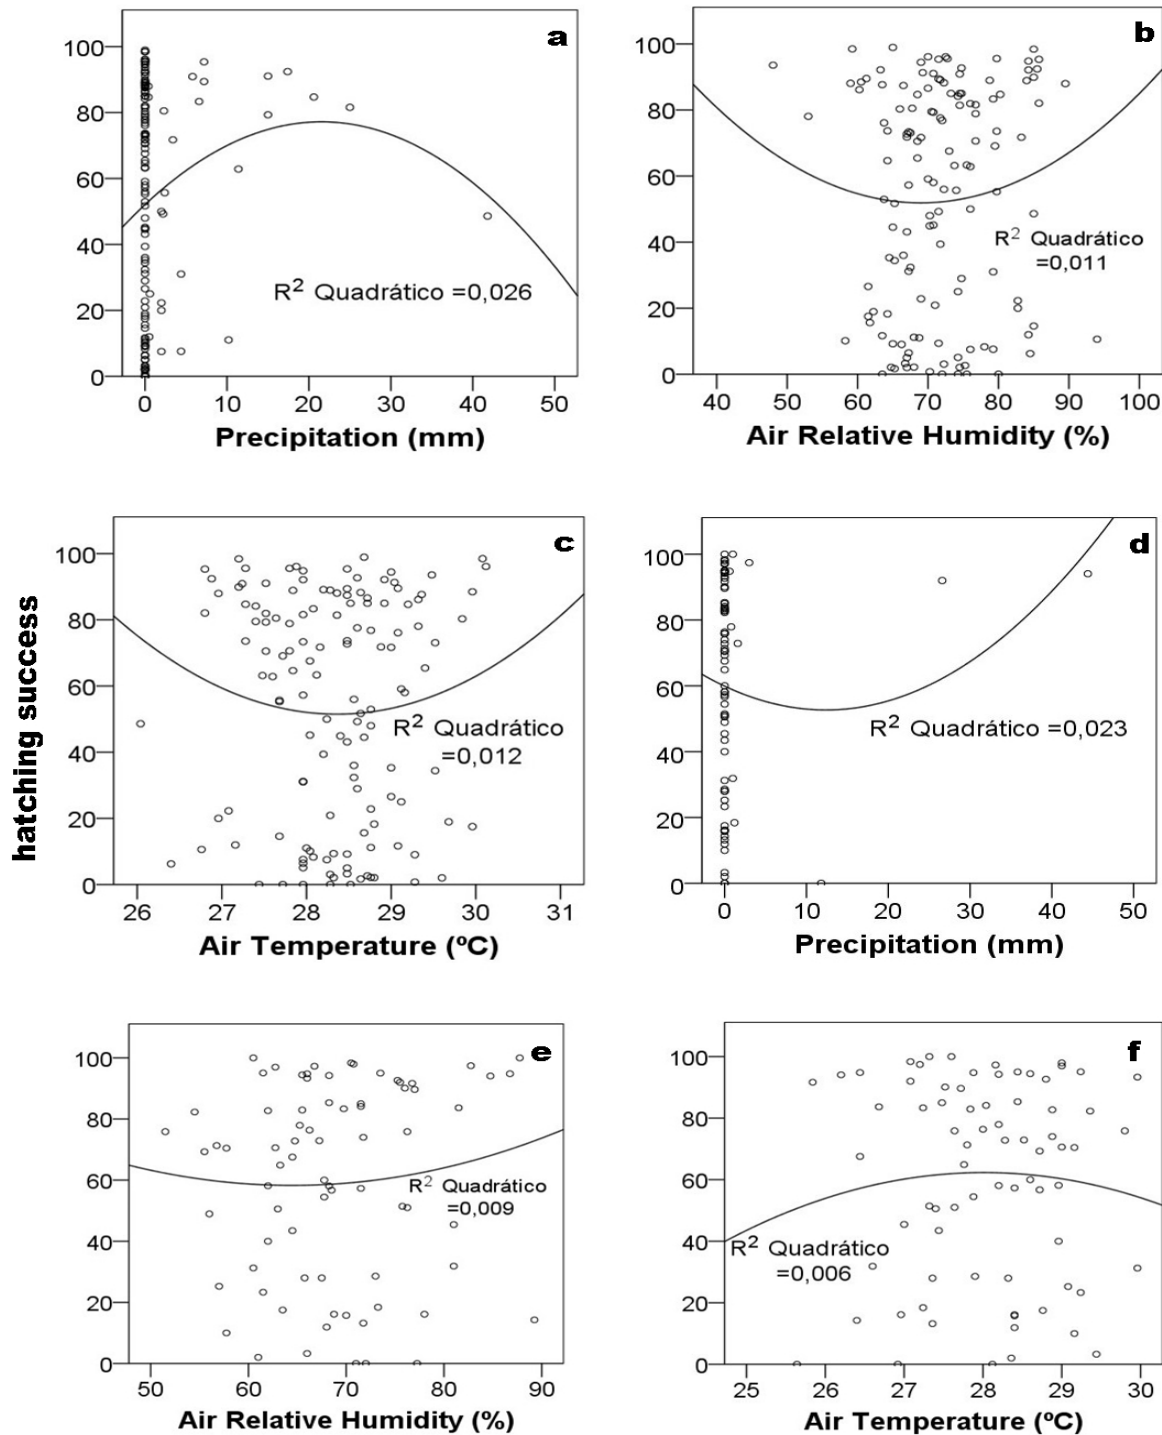 hatching success
a
100
80
60
40
20
0
R² Quadrático =0,026
0 10 20 30 40 50
Precipitation (mm)
b
100
80
60
40
20
0
R² Quadrático
=0,011
40 50 60 70 80 90 100
Air Relative Humidity (%)
c
100
80
60
40
20
0
R² Quadrático
=0,012
26 27 28 29 30 31
Air Temperature (ºC)
d
100
80
60
40
20
0
R² Quadrático =0,023
0 10 20 30 40 50
Precipitation (mm)
e
100
80
60
40
20
0
R² Quadrático
=0,009
50 60 70 80 90
Air Relative Humidity (%)
f
100
80
60
40
20
0
R² Quadrático
=0,006
25 26 27 28 29 30
Air Temperature (ºC)